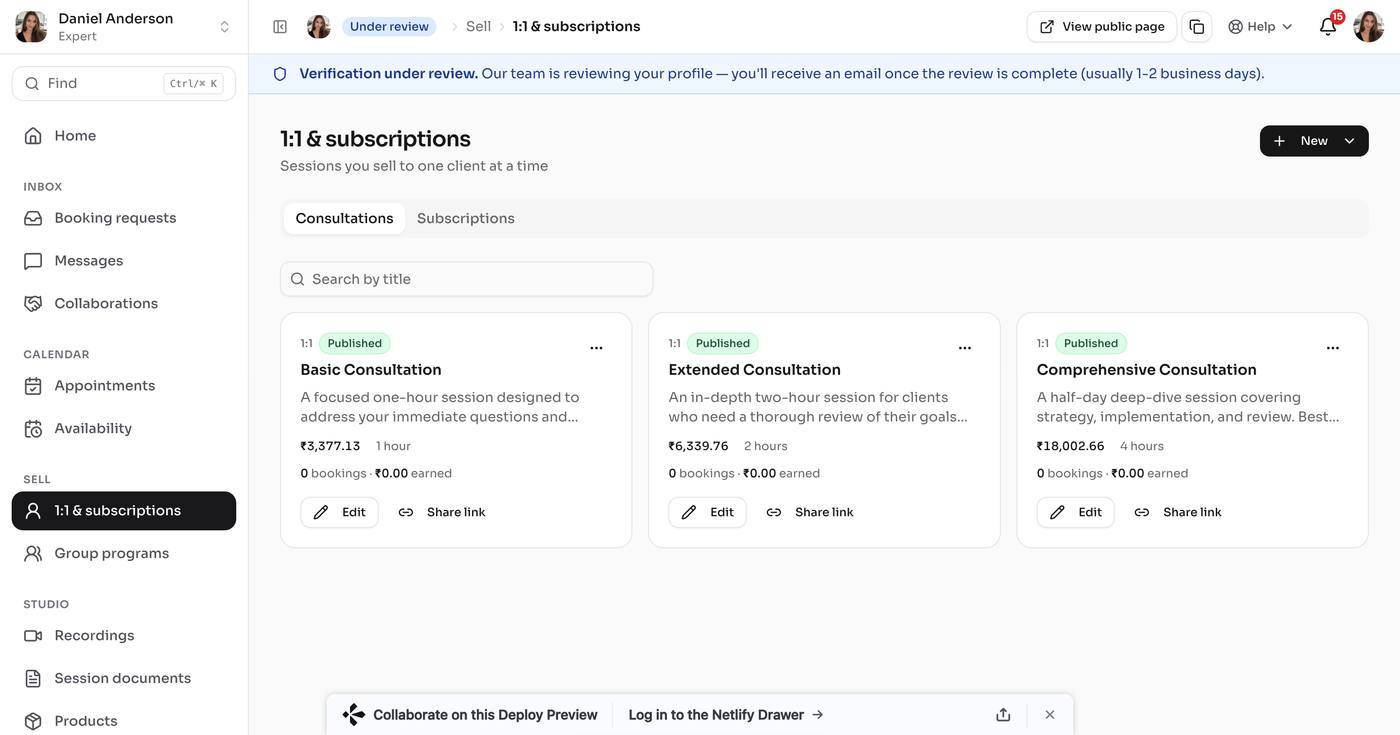 Daniel Anderson
Expert
Under review
Sell
1:1 & subscriptions
View public page
Help
15
Verification under review. Our team is reviewing your profile — you'll receive an email once the review is complete (usually 1-2 business days).
Find
Ctrl/⌘ K
Home
INBOX
Booking requests
Messages
Collaborations
CALENDAR
Appointments
Availability
SELL
1:1 & subscriptions
Group programs
STUDIO
Recordings
Session documents
Products
1:1 & subscriptions
Sessions you sell to one client at a time
New
Consultations
Subscriptions
Search by title
1:1 Published
Basic Consultation
A focused one-hour session designed to
address your immediate questions and...
₹3,377.13 1 hour
0 bookings · ₹0.00 earned
Edit
Share link
1:1 Published
Extended Consultation
An in-depth two-hour session for clients
who need a thorough review of their goals...
₹6,339.76 2 hours
0 bookings · ₹0.00 earned
Edit
Share link
1:1 Published
Comprehensive Consultation
A half-day deep-dive session covering
strategy, implementation, and review. Best...
₹18,002.66 4 hours
0 bookings · ₹0.00 earned
Edit
Share link
Collaborate on this Deploy Preview
Log in to the Netlify Drawer →